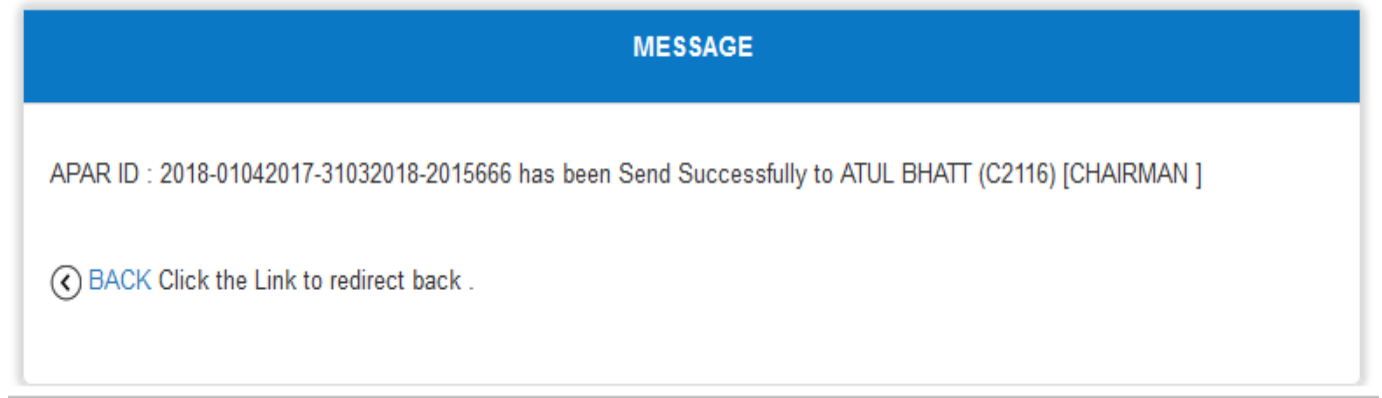 MESSAGE
APAR ID : 2018-01042017-31032018-2015666 has been Send Successfully to ATUL BHATT (C2116) [CHAIRMAN ]
BACK Click the Link to redirect back .